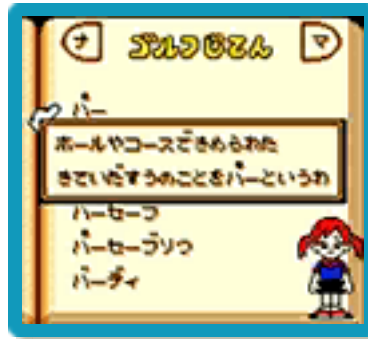 サ ゴルフじてん マ
パー
ホールやコースできめられた
きていだすうのことをパーというわ
パーセーブ
パーセーブりつ
バーディ